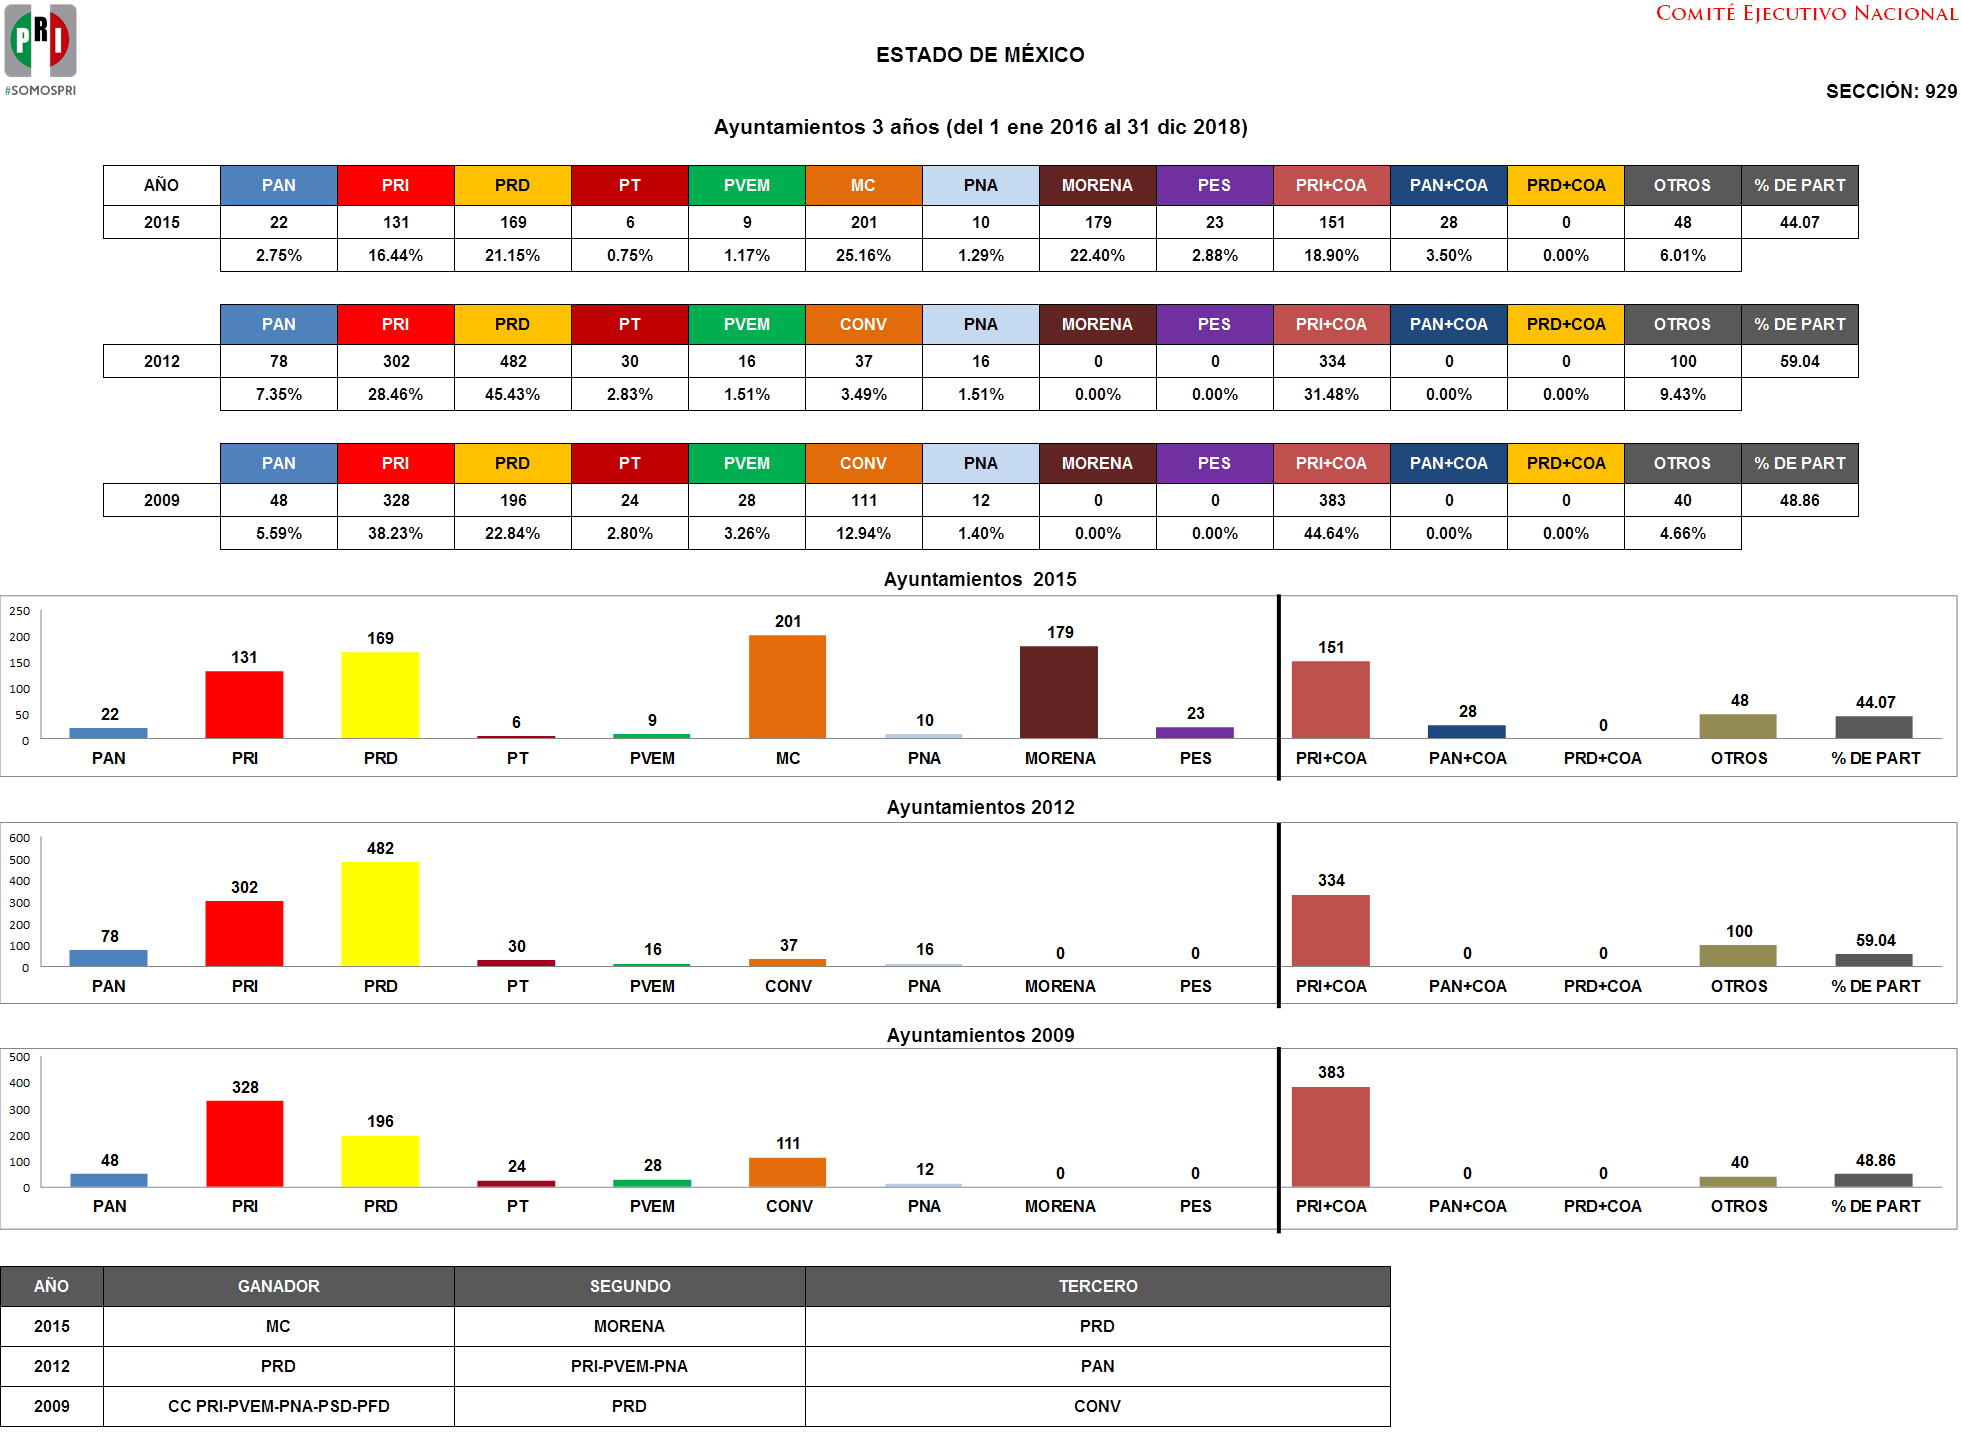 PRI
#SOMOSPRI
COMITÉ EJECUTIVO NACIONAL
ESTADO DE MÉXICO
SECCIÓN: 929
Ayuntamientos 3 años (del 1 ene 2016 al 31 dic 2018)
AÑO PAN PRI PRD PT PVEM MC PNA MORENA PES PRI+COA PAN+COA PRD+COA OTROS % DE PART
2015 22 131 169 6 9 201 10 179 23 151 28 0 48 44.07
2.75% 16.44% 21.15% 0.75% 1.17% 25.16% 1.29% 22.40% 2.88% 18.90% 3.50% 0.00% 6.01%
PAN PRI PRD PT PVEM CONV PNA MORENA PES PRI+COA PAN+COA PRD+COA OTROS % DE PART
2012 78 302 482 30 16 37 16 0 0 334 0 0 100 59.04
7.35% 28.46% 45.43% 2.83% 1.51% 3.49% 1.51% 0.00% 0.00% 31.48% 0.00% 0.00% 9.43%
PAN PRI PRD PT PVEM CONV PNA MORENA PES PRI+COA PAN+COA PRD+COA OTROS % DE PART
2009 48 328 196 24 28 111 12 0 0 383 0 0 40 48.86
5.59% 38.23% 22.84% 2.80% 3.26% 12.94% 1.40% 0.00% 0.00% 44.64% 0.00% 0.00% 4.66%
Ayuntamientos 2015
250
200
150
100
50
0
22 131 169 6 9 201 10 179 23 151 28 0 48 44.07
PAN PRI PRD PT PVEM MC PNA MORENA PES PRI+COA PAN+COA PRD+COA OTROS % DE PART
Ayuntamientos 2012
600
500
400
300
200
100
0
78 302 482 30 16 37 16 0 0 334 0 0 100 59.04
PAN PRI PRD PT PVEM CONV PNA MORENA PES PRI+COA PAN+COA PRD+COA OTROS % DE PART
Ayuntamientos 2009
500
400
300
200
100
0
48 328 196 24 28 111 12 0 0 383 0 0 40 48.86
PAN PRI PRD PT PVEM CONV PNA MORENA PES PRI+COA PAN+COA PRD+COA OTROS % DE PART
AÑO GANADOR SEGUNDO TERCERO
2015 MC MORENA PRD
2012 PRD PRI-PVEM-PNA PAN
2009 CC PRI-PVEM-PNA-PSD-PFD PRD CONV